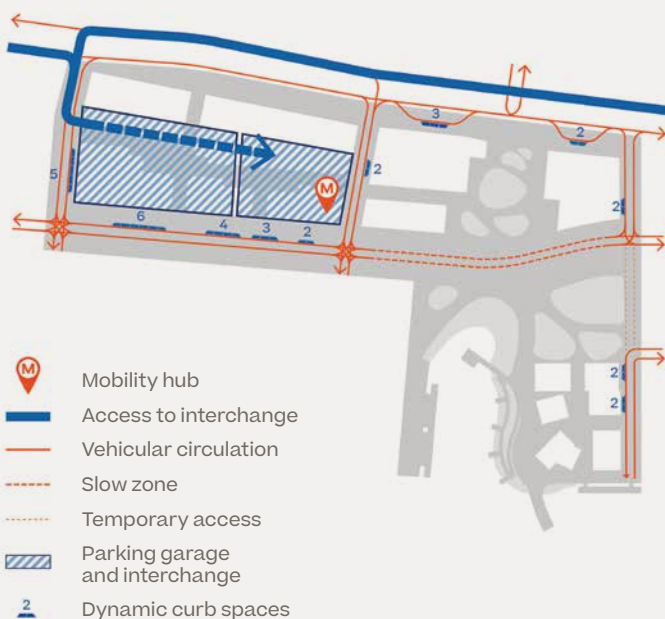 3
2
2
5
M
2
6
4
3
2
2
2
M
Mobility hub
Access to interchange
Vehicular circulation
Slow zone
Temporary access
Parking garage
and interchange
2
Dynamic curb spaces